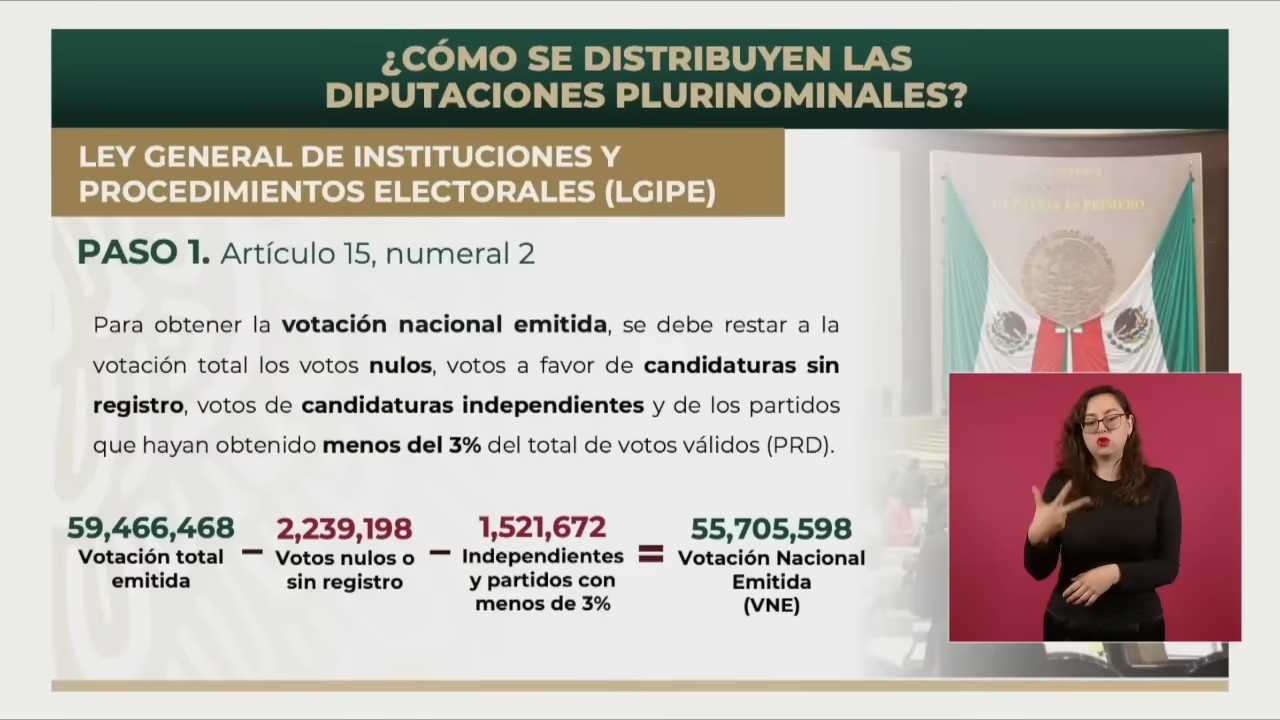 ¿CÓMO SE DISTRIBUYEN LAS
DIPUTACIONES PLURINOMINALES?
LEY GENERAL DE INSTITUCIONES Y
PROCEDIMIENTOS ELECTORALES (LGIPE)
LA PATRIA ES PRIMERO
PASO 1. Artículo 15, numeral 2
Para obtener la votación nacional emitida, se debe restar a la
votación total los votos nulos, votos a favor de candidaturas sin
registro, votos de candidaturas independientes y de los partidos
que hayan obtenido menos del 3% del total de votos válidos (PRD).
59,466,468 − 2,239,198 − 1,521,672 = 55,705,598
Votación total Votos nulos o Independientes Votación Nacional
emitida sin registro y partidos con Emitida
menos de 3% (VNE)